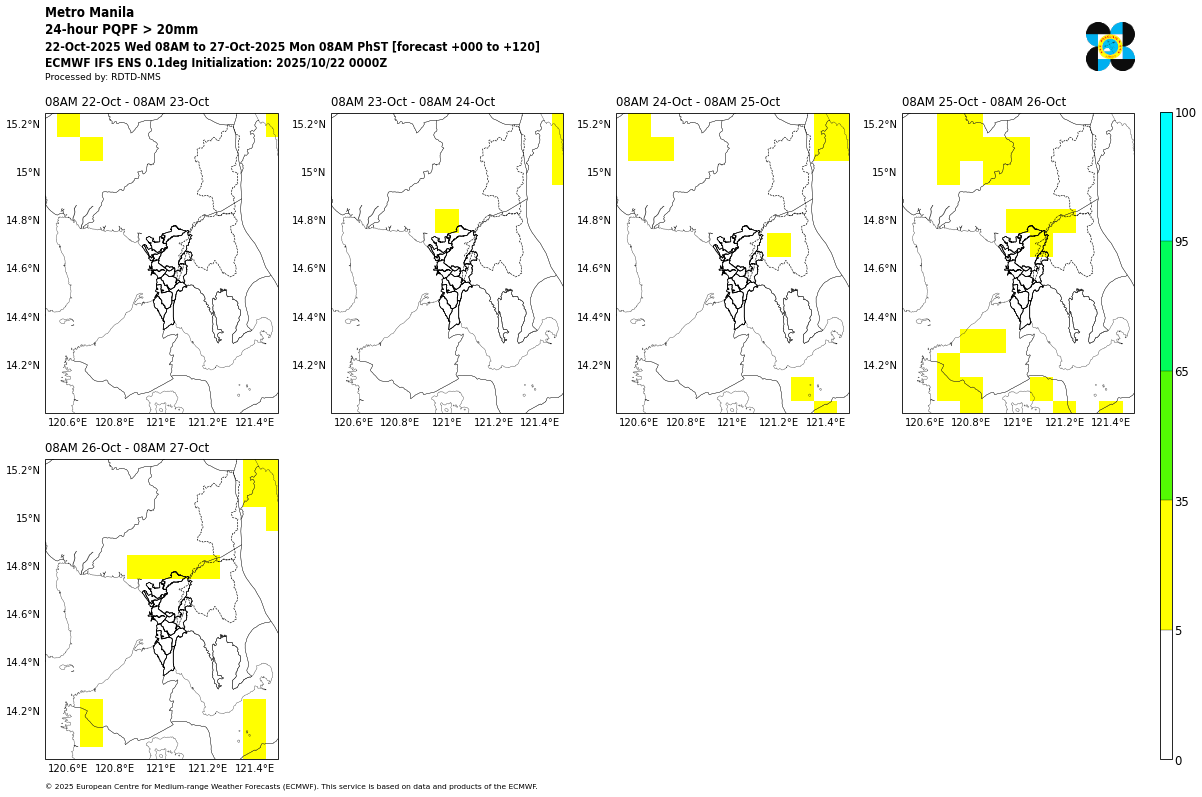 Metro Manila
24-hour PQPF > 20mm
22-Oct-2025 Wed 08AM to 27-Oct-2025 Mon 08AM PhST [forecast +000 to +120]
ECMWF IFS ENS 0.1deg Initialization: 2025/10/22 0000Z
Processed by: RDTD-NMS
08AM 22-Oct - 08AM 23-Oct
08AM 23-Oct - 08AM 24-Oct
08AM 24-Oct - 08AM 25-Oct
08AM 25-Oct - 08AM 26-Oct
15.2°N
15°N
14.8°N
14.6°N
14.4°N
14.2°N
120.6°E 120.8°E 121°E 121.2°E 121.4°E
15.2°N
15°N
14.8°N
14.6°N
14.4°N
14.2°N
120.6°E 120.8°E 121°E 121.2°E 121.4°E
15.2°N
15°N
14.8°N
14.6°N
14.4°N
14.2°N
120.6°E 120.8°E 121°E 121.2°E 121.4°E
15.2°N
15°N
14.8°N
14.6°N
14.4°N
14.2°N
120.6°E 120.8°E 121°E 121.2°E 121.4°E
100
95
65
35
5
0
08AM 26-Oct - 08AM 27-Oct
15.2°N
15°N
14.8°N
14.6°N
14.4°N
14.2°N
120.6°E 120.8°E 121°E 121.2°E 121.4°E
© 2025 European Centre for Medium-range Weather Forecasts (ECMWF). This service is based on data and products of the ECMWF.